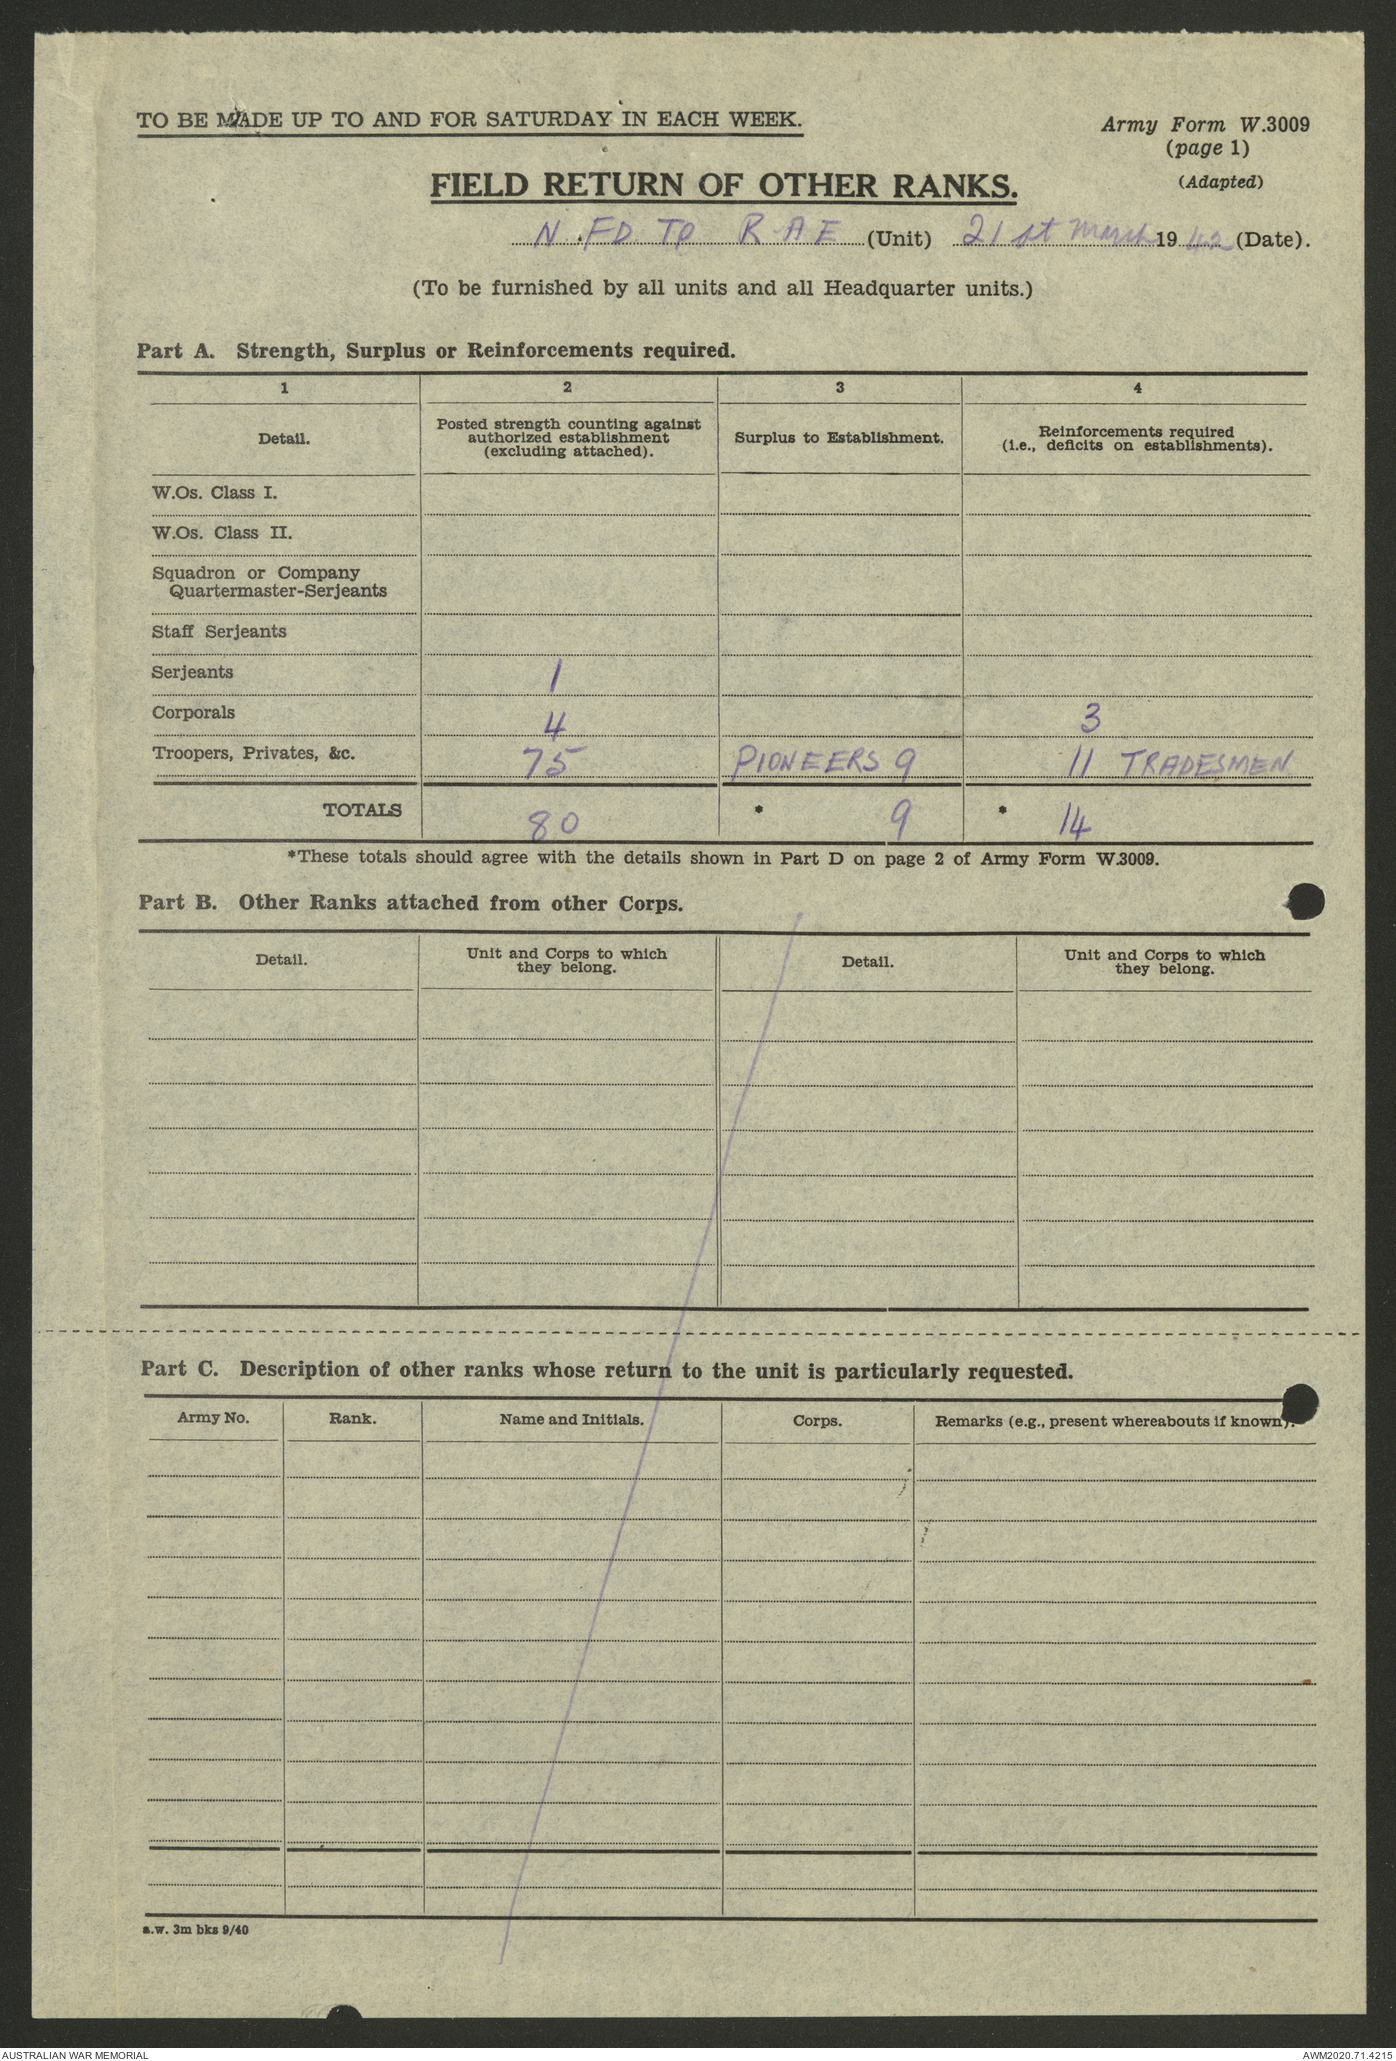 TO BE MADE UP TO AND FOR SATURDAY IN EACH WEEK.
Army Form W.3009
(page 1)
(Adapted)
FIELD RETURN OF OTHER RANKS.
N. FD TP R A E (Unit) 21st March 1942 (Date).
(To be furnished by all units and all Headquarter units.)
Part A. Strength, Surplus or Reinforcements required.
1 2 3 4
Detail.
Posted strength counting against
authorized establishment
(excluding attached).
Surplus to Establishment.
Reinforcements required
(i.e., deficits on establishments).
W.Os. Class I.
W.Os. Class II.
Squadron or Company
Quartermaster-Serjeants
Staff Serjeants
Serjeants 1
Corporals 4 3
Troopers, Privates, &c. 75 PIONEERS 9 11 TRADESMEN
TOTALS 80 * 9 * 14
*These totals should agree with the details shown in Part D on page 2 of Army Form W.3009.
Part B. Other Ranks attached from other Corps.
Detail.
Unit and Corps to which
they belong.
Detail.
Unit and Corps to which
they belong.
Part C. Description of other ranks whose return to the unit is particularly requested.
Army No. Rank. Name and Initials. Corps. Remarks (e.g., present whereabouts if known).
a.w. 3m bks 9/40
AUSTRALIAN WAR MEMORIAL
AWM2020.71.4215